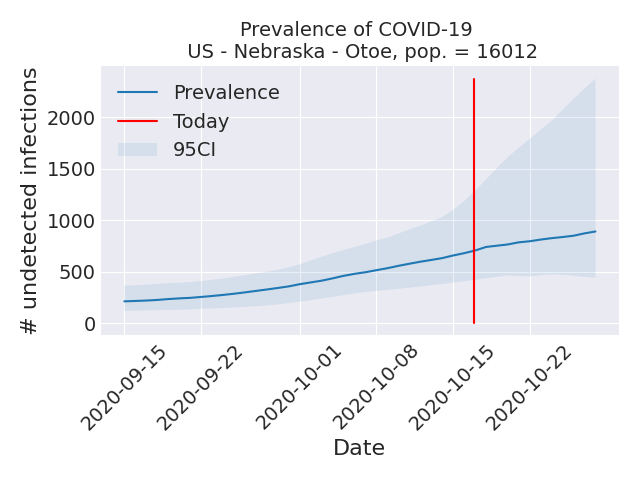 Prevalence of COVID-19
US - Nebraska - Otoe, pop. = 16012
# undetected infections
2000
1500
1000
500
0
Prevalence
Today
95CI
2020-09-15
2020-09-22
2020-10-01
2020-10-08
2020-10-15
2020-10-22
Date